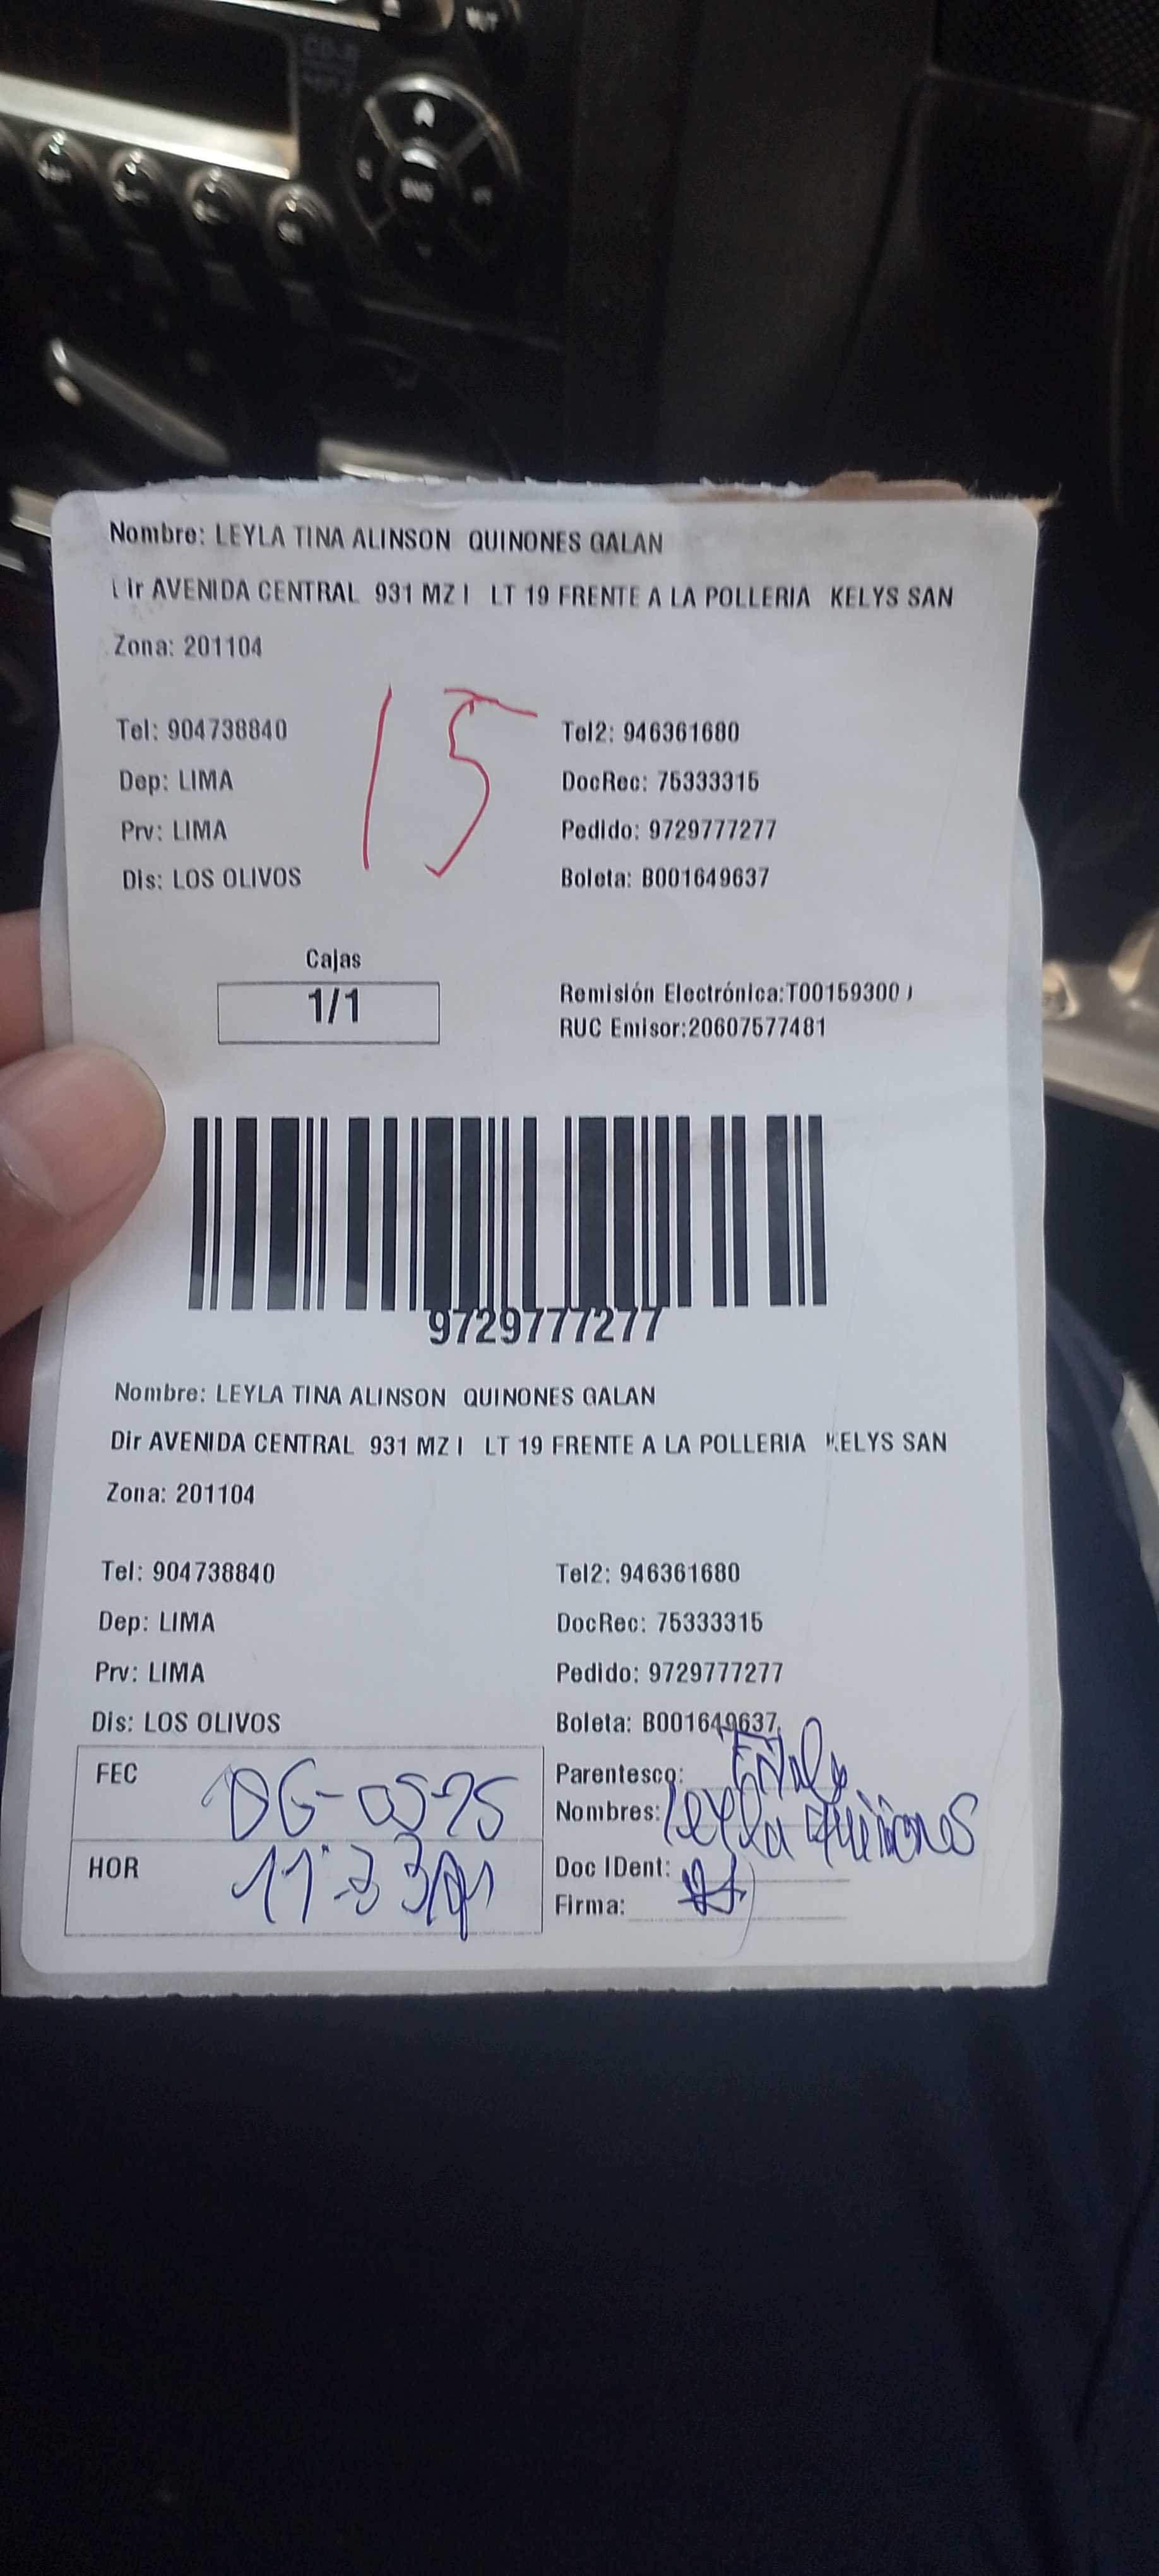 Nombre: LEYLA TINA ALINSON QUINONES GALAN
Dir AVENIDA CENTRAL 931 MZ I LT 19 FRENTE A LA POLLERIA KELYS SAN
Zona: 201104
15
Tel: 904738840 Tel2: 946361680
Dep: LIMA DocRec: 75333315
Prv: LIMA Pedido: 9729777277
Dis: LOS OLIVOS Boleta: B001649637
Cajas
1/1
Remisión Electrónica:T00159300
RUC Emisor:20607577481
9729777277
Nombre: LEYLA TINA ALINSON QUINONES GALAN
Dir AVENIDA CENTRAL 931 MZ I LT 19 FRENTE A LA POLLERIA KELYS SAN
Zona: 201104
Tel: 904738840 Tel2: 946361680
Dep: LIMA DocRec: 75333315
Prv: LIMA Pedido: 9729777277
Dis: LOS OLIVOS Boleta: B001649637
FEC 06-05-25 Parentesco:
Nombres: Leyla Quiñones
HOR Doc IDent:
Firma: